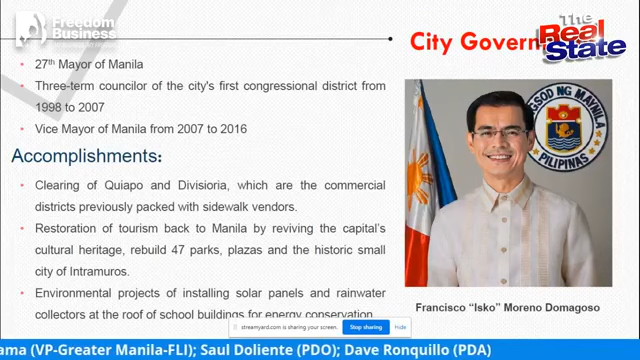 Freedom
Business
City Govern
The
Real
State
27th Mayor of Manila
Three-term councilor of the city's first congressional district from
1998 to 2007
Vice Mayor of Manila from 2007 to 2016
Accomplishments:
Clearing of Quiapo and Divisioria, which are the commercial
districts previously packed with sidewalk vendors.
Restoration of tourism back to Manila by reviving the capital's
cultural heritage, rebuild 47 parks, plazas and the historic small
city of Intramuros.
Environmental projects of installing solar panels and rainwater
collectors at the roof of school buildings for energy conservation.
PILIPINAS
Francisco “Isko” Moreno Domagoso
streamyard.com is sharing your screen.
Stop sharing
Hide
ama (VP-Greater Manila-FLI); Saul Doliente (PDO); Dave Ronquillo (PDA)